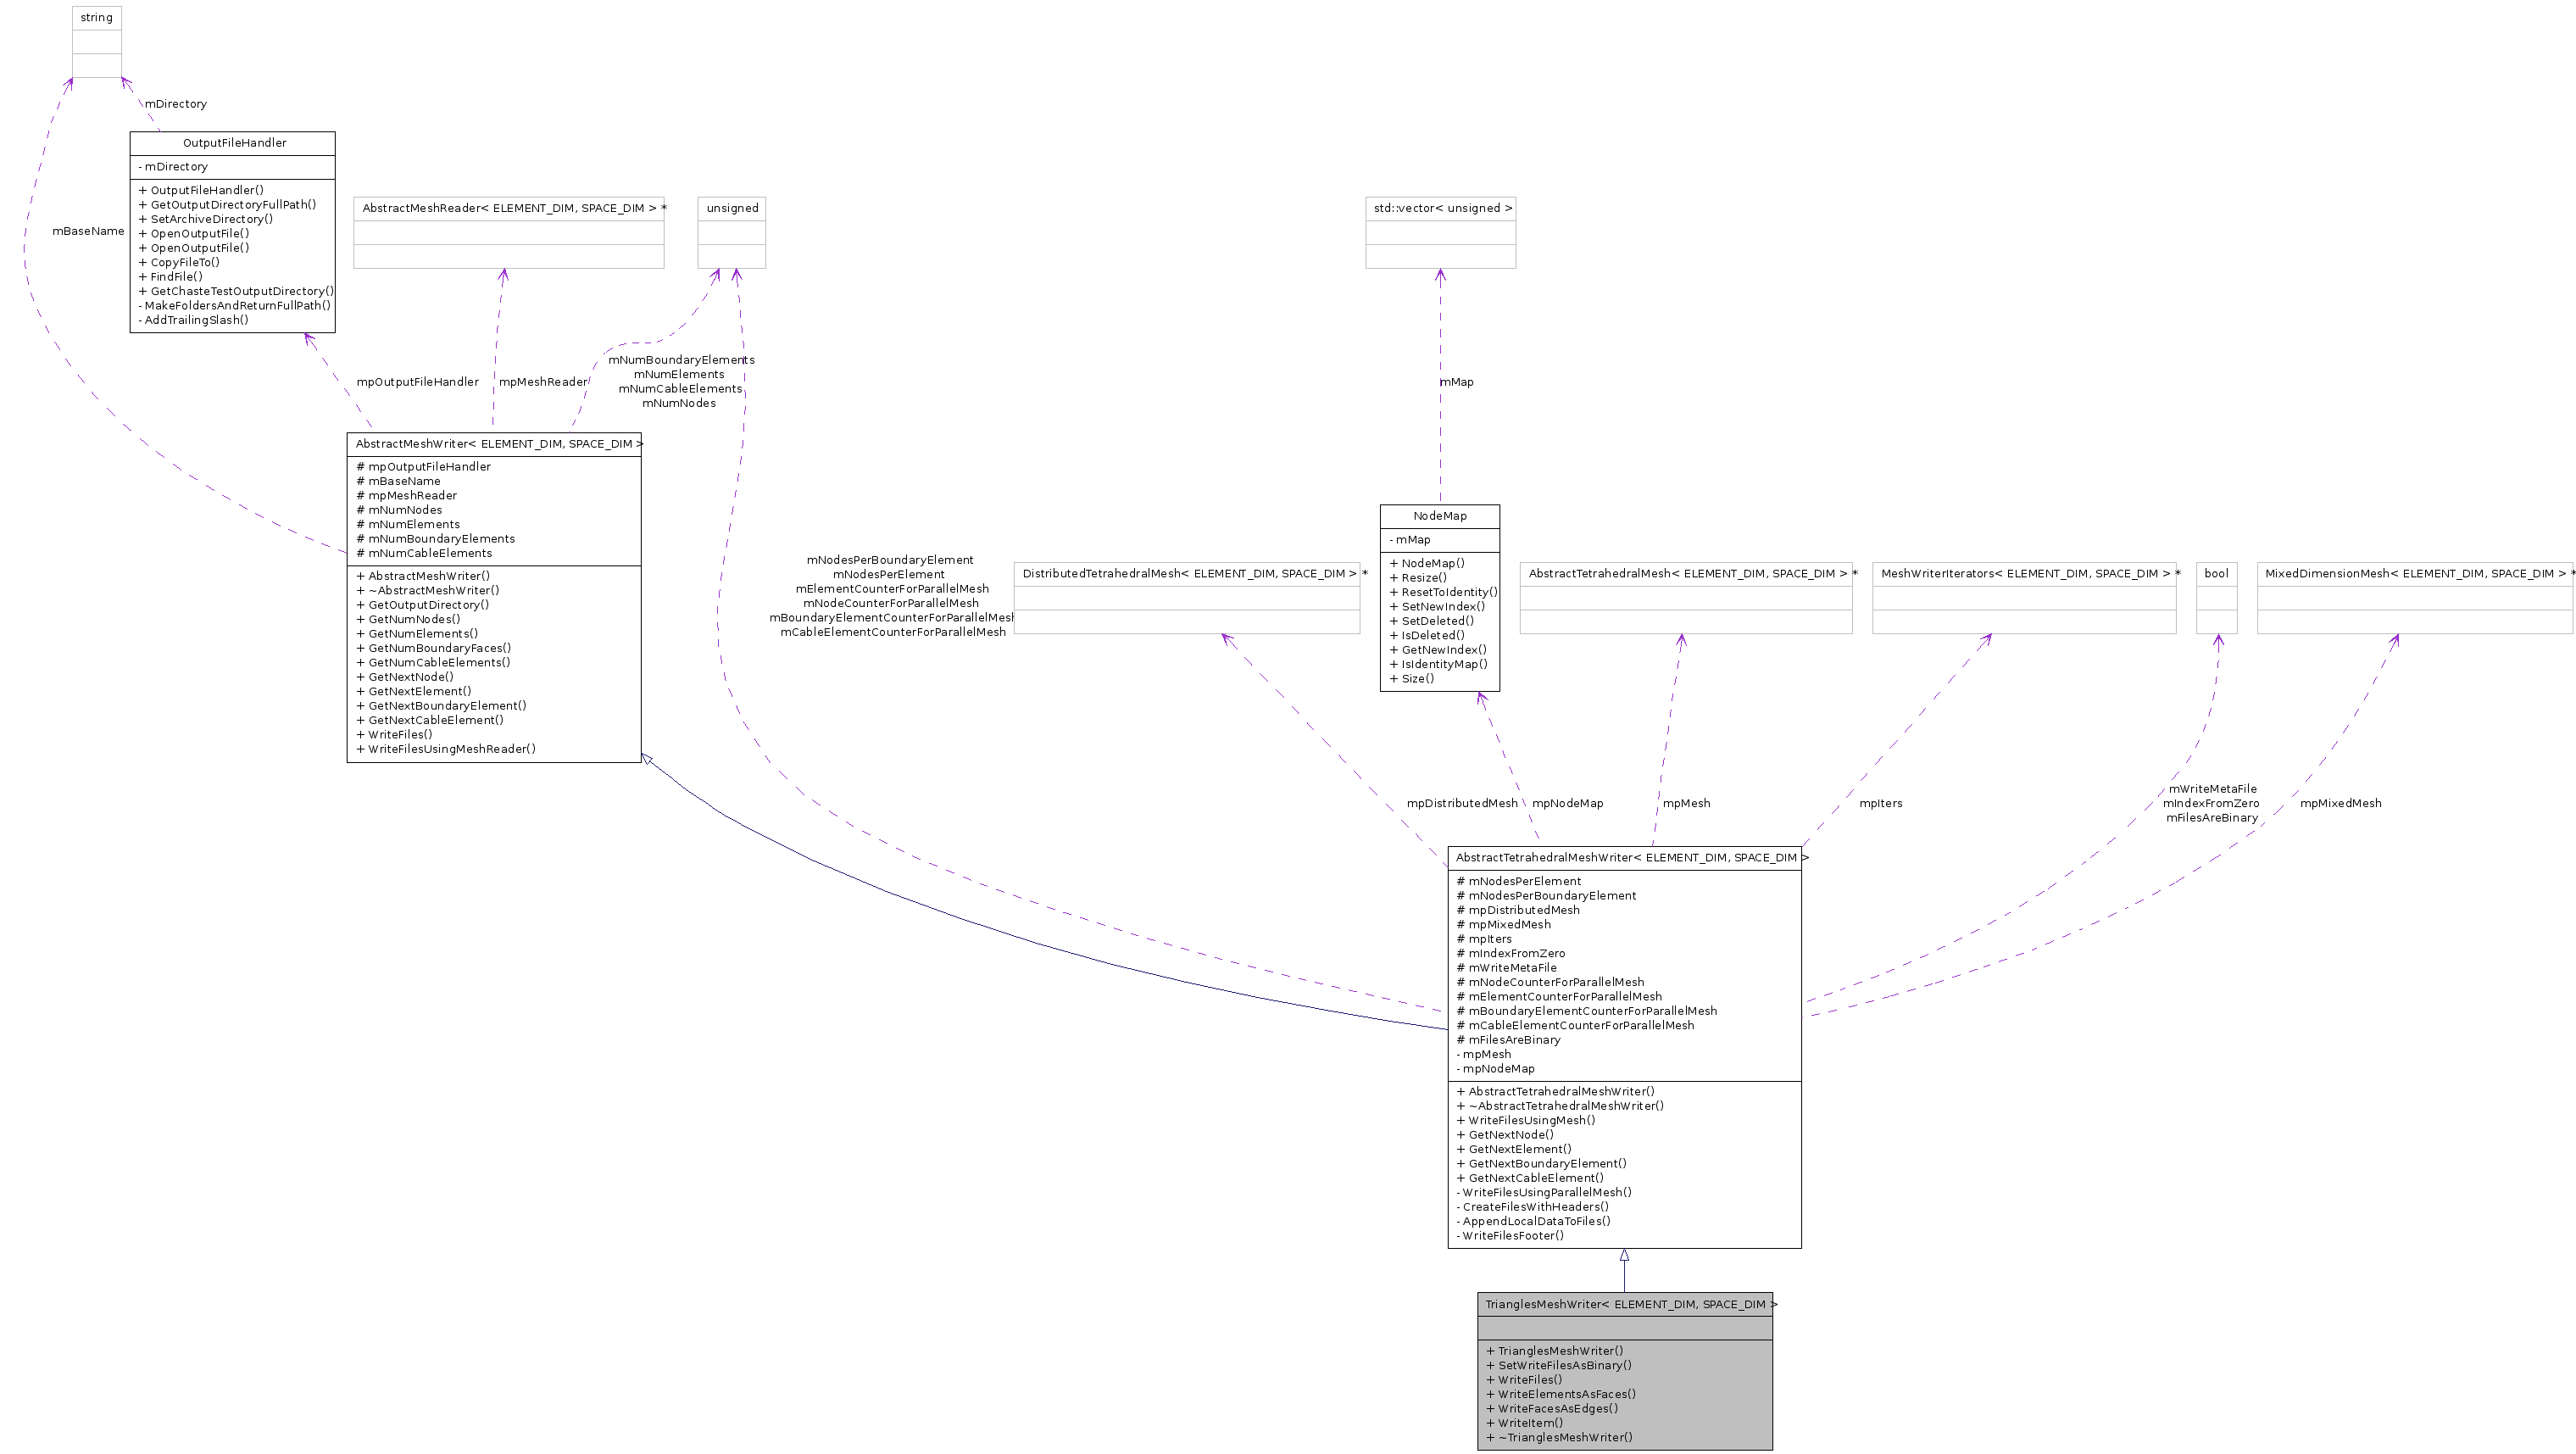 string
mDirectory
mBaseName
OutputFileHandler
- mDirectory
+ OutputFileHandler()
+ GetOutputDirectoryFullPath()
+ SetArchiveDirectory()
+ OpenOutputFile()
+ OpenOutputFile()
+ CopyFileTo()
+ FindFile()
+ GetChasteTestOutputDirectory()
- MakeFoldersAndReturnFullPath()
- AddTrailingSlash()
AbstractMeshReader< ELEMENT_DIM, SPACE_DIM > *
unsigned
std::vector< unsigned >
mpOutputFileHandler
mpMeshReader
mNumBoundaryElements
mNumElements
mNumCableElements
mNumNodes
mMap
AbstractMeshWriter< ELEMENT_DIM, SPACE_DIM >
# mpOutputFileHandler
# mBaseName
# mpMeshReader
# mNumNodes
# mNumElements
# mNumBoundaryElements
# mNumCableElements
+ AbstractMeshWriter()
+ ~AbstractMeshWriter()
+ GetOutputDirectory()
+ GetNumNodes()
+ GetNumElements()
+ GetNumBoundaryFaces()
+ GetNumCableElements()
+ GetNextNode()
+ GetNextElement()
+ GetNextBoundaryElement()
+ GetNextCableElement()
+ WriteFiles()
+ WriteFilesUsingMeshReader()
mNodesPerBoundaryElement
mNodesPerElement
mElementCounterForParallelMesh
mNodeCounterForParallelMesh
mBoundaryElementCounterForParallelMesh
mCableElementCounterForParallelMesh
DistributedTetrahedralMesh< ELEMENT_DIM, SPACE_DIM > *
NodeMap
- mMap
+ NodeMap()
+ Resize()
+ ResetToIdentity()
+ SetNewIndex()
+ SetDeleted()
+ IsDeleted()
+ GetNewIndex()
+ IsIdentityMap()
+ Size()
AbstractTetrahedralMesh< ELEMENT_DIM, SPACE_DIM > *
MeshWriterIterators< ELEMENT_DIM, SPACE_DIM > *
bool
MixedDimensionMesh< ELEMENT_DIM, SPACE_DIM > *
mpDistributedMesh
mpNodeMap
mpMesh
mpIters
mWriteMetaFile
mIndexFromZero
mFilesAreBinary
mpMixedMesh
AbstractTetrahedralMeshWriter< ELEMENT_DIM, SPACE_DIM >
# mNodesPerElement
# mNodesPerBoundaryElement
# mpDistributedMesh
# mpMixedMesh
# mpIters
# mIndexFromZero
# mWriteMetaFile
# mNodeCounterForParallelMesh
# mElementCounterForParallelMesh
# mBoundaryElementCounterForParallelMesh
# mCableElementCounterForParallelMesh
# mFilesAreBinary
- mpMesh
- mpNodeMap
+ AbstractTetrahedralMeshWriter()
+ ~AbstractTetrahedralMeshWriter()
+ WriteFilesUsingMesh()
+ GetNextNode()
+ GetNextElement()
+ GetNextBoundaryElement()
+ GetNextCableElement()
- WriteFilesUsingParallelMesh()
- CreateFilesWithHeaders()
- AppendLocalDataToFiles()
- WriteFilesFooter()
TrianglesMeshWriter< ELEMENT_DIM, SPACE_DIM >
+ TrianglesMeshWriter()
+ SetWriteFilesAsBinary()
+ WriteFiles()
+ WriteElementsAsFaces()
+ WriteFacesAsEdges()
+ WriteItem()
+ ~TrianglesMeshWriter()